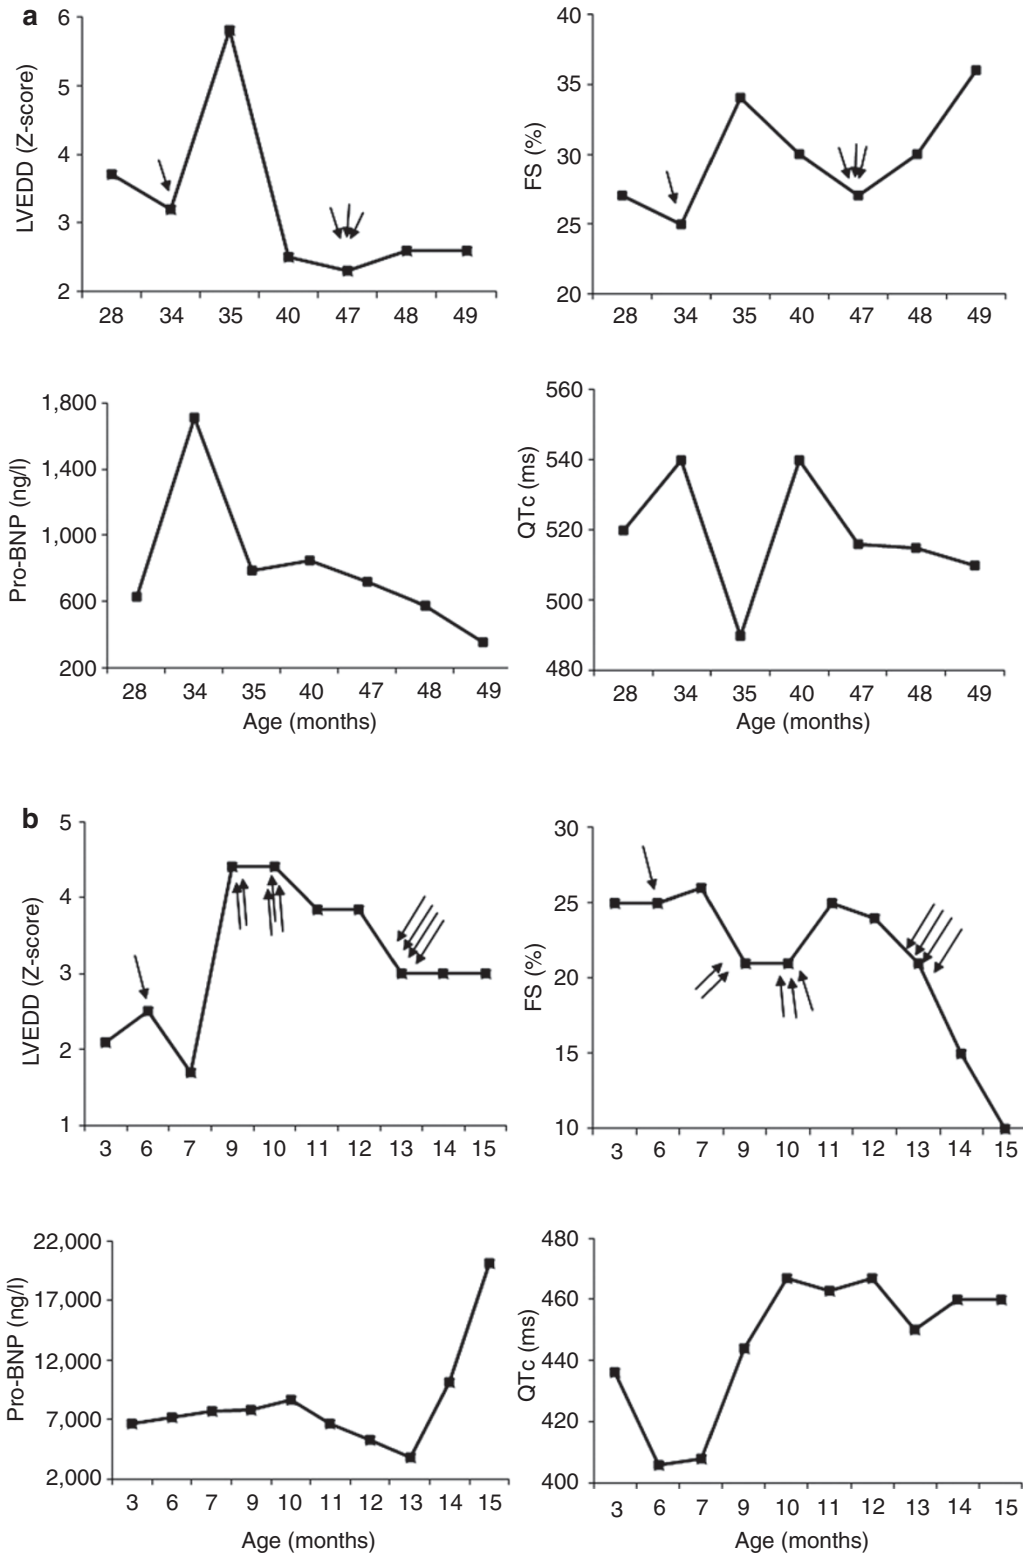 a
LVEDD (Z-score)
6
5
4
3
2
28 34 35 40 47 48 49
FS (%)
40
35
30
25
20
28 34 35 40 47 48 49
Pro-BNP (ng/l)
1,800
1,400
1,000
600
200
28 34 35 40 47 48 49
Age (months)
QTc (ms)
560
540
520
500
480
28 34 35 40 47 48 49
Age (months)
b
LVEDD (Z-score)
5
4
3
2
1
3 6 7 9 10 11 12 13 14 15
FS (%)
30
25
20
15
10
3 6 7 9 10 11 12 13 14 15
Pro-BNP (ng/l)
22,000
17,000
12,000
7,000
2,000
3 6 7 9 10 11 12 13 14 15
Age (months)
QTc (ms)
480
460
440
420
400
3 6 7 9 10 11 12 13 14 15
Age (months)